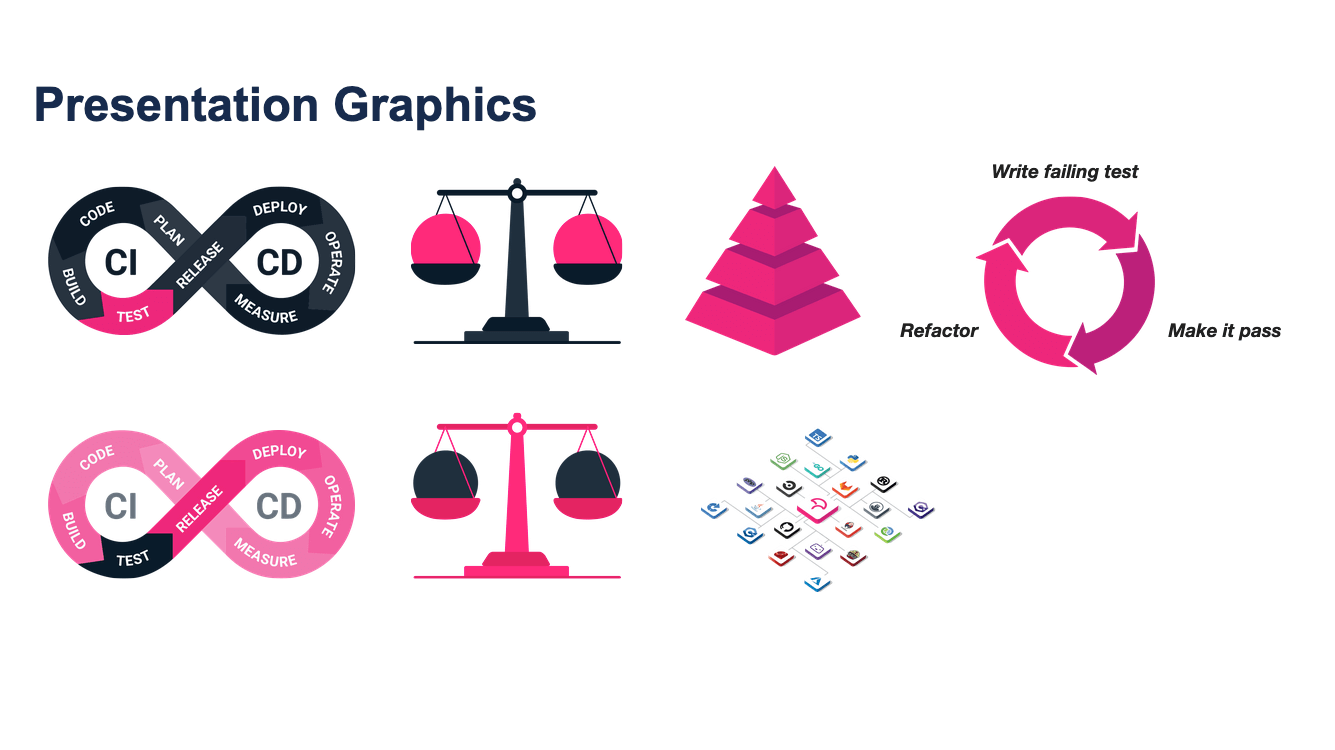 Presentation Graphics
CODE
PLAN
DEPLOY
OPERATE
CI
CD
RELEASE
BUILD
TEST
MEASURE
Write failing test
Refactor
Make it pass
CODE
PLAN
DEPLOY
OPERATE
CI
CD
RELEASE
BUILD
TEST
MEASURE
TS